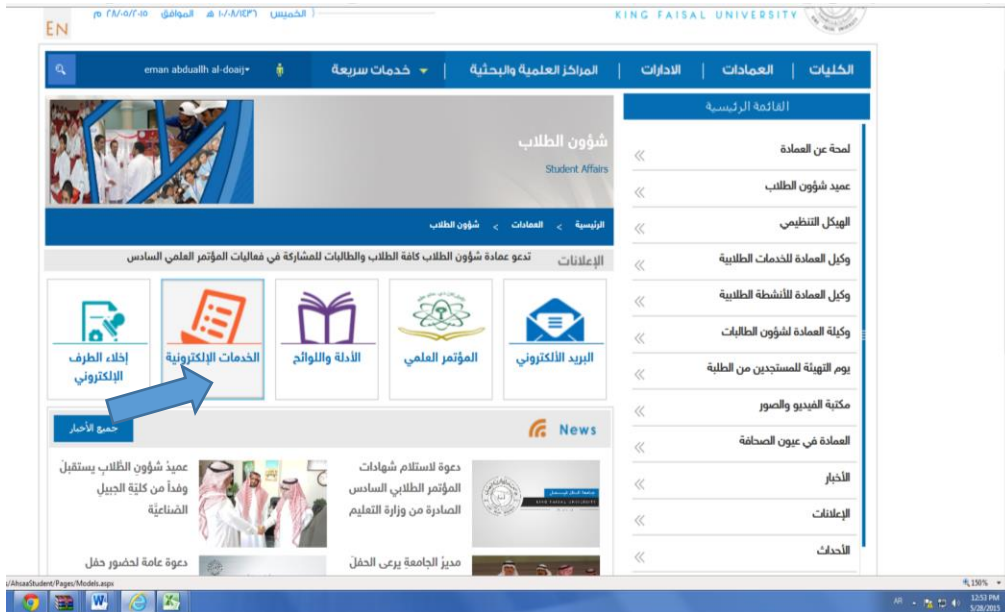 الخميس ١٤٣٦/٠٨/١٠ هـ الموافق ٢٠١٥/٠٥/٢٨ م
KING FAISAL UNIVERSITY
EN
الكليات | العمادات | الادارات | المراكز العلمية والبحثية | خدمات سريعة
eman abduallh al-doaij
القائمة الرئيسية
لمحة عن العمادة
عميد شؤون الطلاب
الهيكل التنظيمي
وكيل العمادة للخدمات الطلابية
وكيل العمادة للأنشطة الطلابية
وكيلة العمادة لشؤون الطالبات
يوم التهيئة للمستجدين من الطلبة
مكتبة الفيديو والصور
العمادة في عيون الصحافة
الأخبار
الإعلانات
الأحداث
شؤون الطلاب
Student Affairs
الرئيسية > العمادات > شؤون الطلاب
الإعلانات
تدعو عمادة شؤون الطلاب كافة الطلاب والطالبات للمشاركة في فعاليات المؤتمر العلمي السادس
البريد الألكتروني
المؤتمر العلمي
الأدلة واللوائح
الخدمات الإلكترونية
إخلاء الطرف
الإلكتروني
News
جميع الأخبار
دعوة لاستلام شهادات
المؤتمر الطلابي السادس
الصادرة من وزارة التعليم
عميدُ شؤونِ الطُّلابِ يستقبلُ
وفداً من كليّةِ الجبيلِ
الصّناعيَّة
مديرُ الجامعةِ يرعى الحفلَ
دعوة عامة لحضور حفل
s/AhsaaStudent/Pages/Models.aspx
150%
AR
12:53 PM
5/28/2015